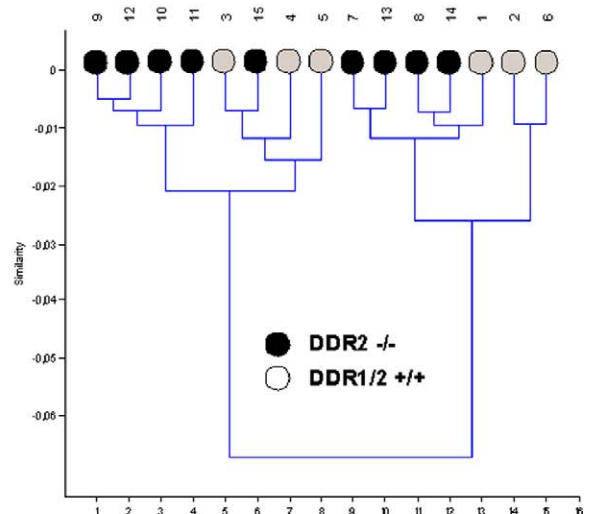 9 12 10 11 3 15 4 5 7 13 8 14 1 2 6
0
-0,01
-0,02
-0,03
-0,04
-0,05
-0,06
Similarity
DDR2 -/-
DDR1/2 +/+
1 2 3 4 5 6 7 8 9 10 11 12 13 14 15 16